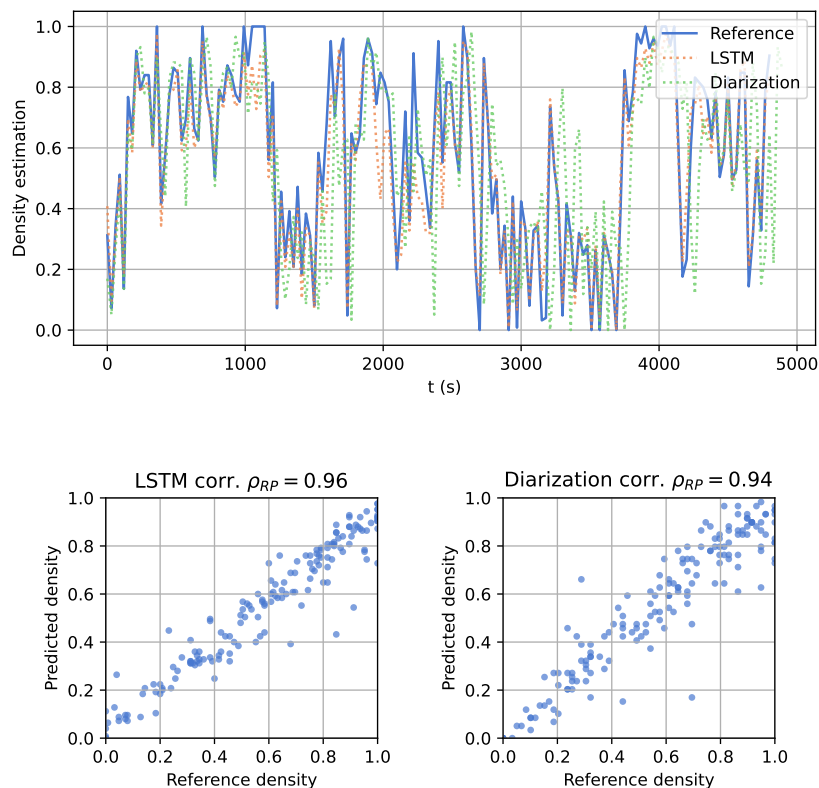 1.0
0.8
0.6
0.4
0.2
0.0
Density estimation
Reference
LSTM
Diarization
0 1000 2000 3000 4000 5000
t (s)
LSTM corr. ρRP = 0.96
1.0
0.8
0.6
0.4
0.2
0.0
Predicted density
0.0 0.2 0.4 0.6 0.8 1.0
Reference density
Diarization corr. ρRP = 0.94
1.0
0.8
0.6
0.4
0.2
0.0
Predicted density
0.0 0.2 0.4 0.6 0.8 1.0
Reference density